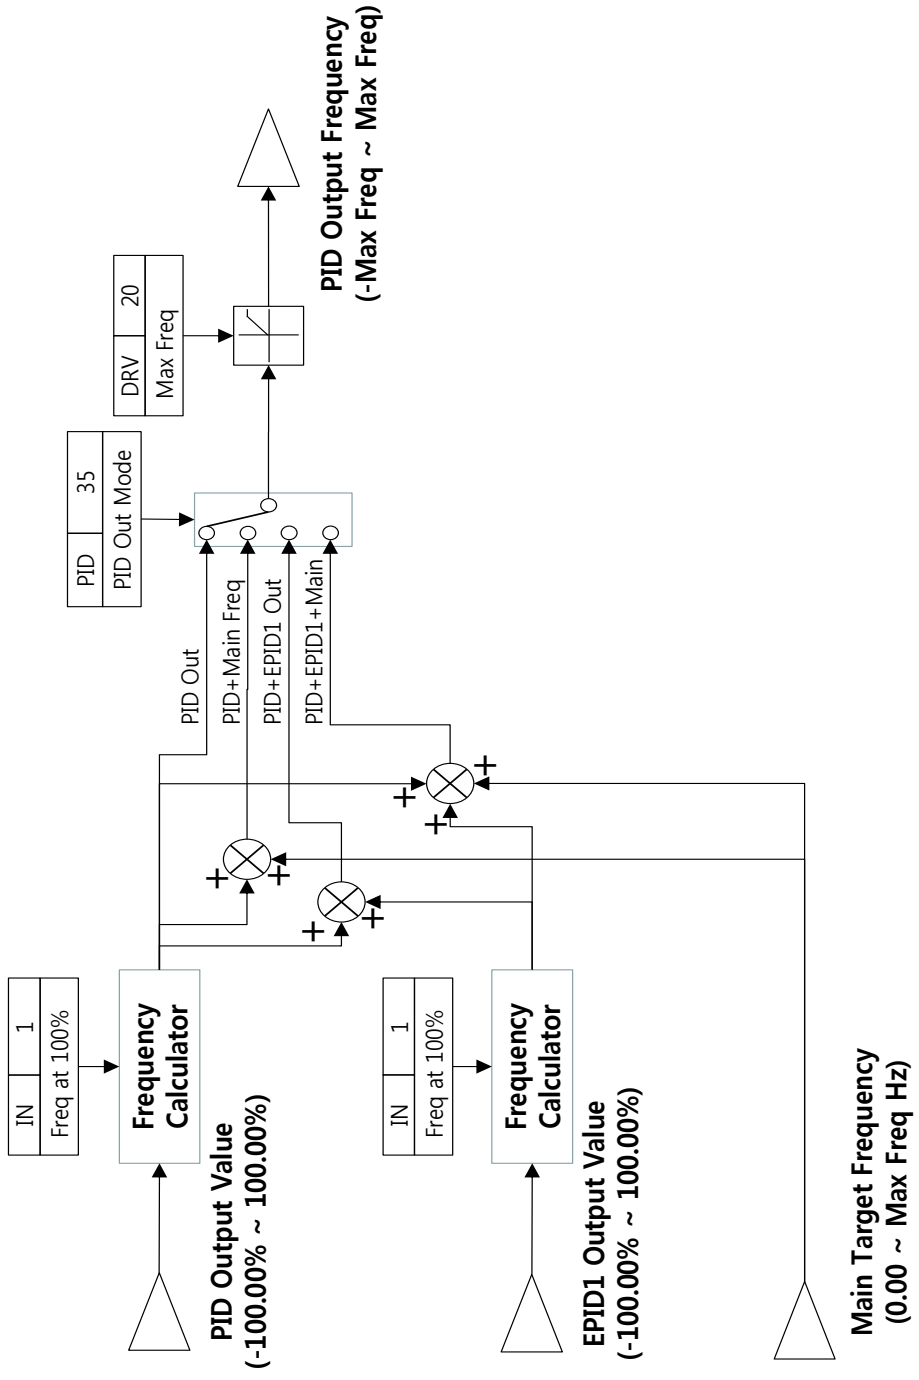 IN 1
Freq at 100%
Frequency
Calculator
PID Output Value
(-100.00% ~ 100.00%)
IN 1
Freq at 100%
Frequency
Calculator
EPID1 Output Value
(-100.00% ~ 100.00%)
Main Target Frequency
(0.00 ~ Max Freq Hz)
+
+
+
+
+
+
+
PID Out
PID+Main Freq
PID+EPID1 Out
PID+EPID1+Main
PID 35
PID Out Mode
DRV 20
Max Freq
PID Output Frequency
(-Max Freq ~ Max Freq)